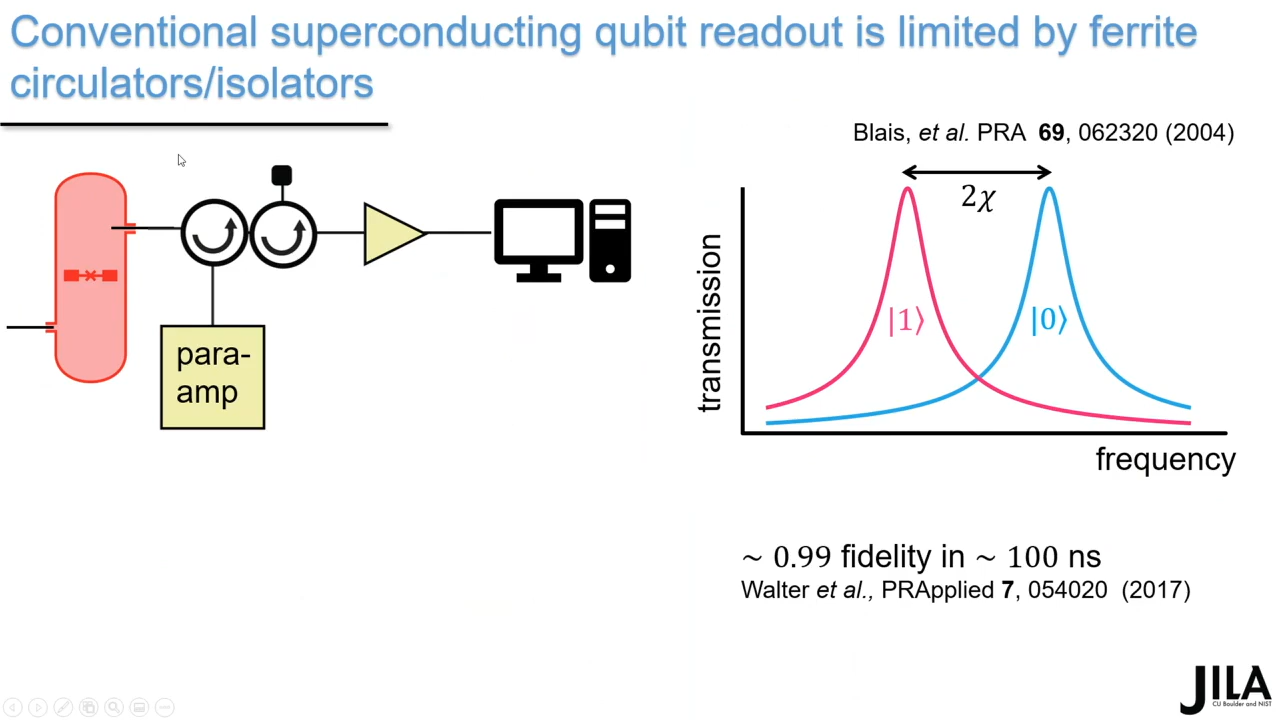 Conventional superconducting qubit readout is limited by ferrite
circulators/isolators
Blais, et al. PRA 69, 062320 (2004)
2χ
para-
amp
transmission
|1⟩
|0⟩
frequency
~ 0.99 fidelity in ~ 100 ns
Walter et al., PRApplied 7, 054020 (2017)
JILA
CU Boulder and NIST